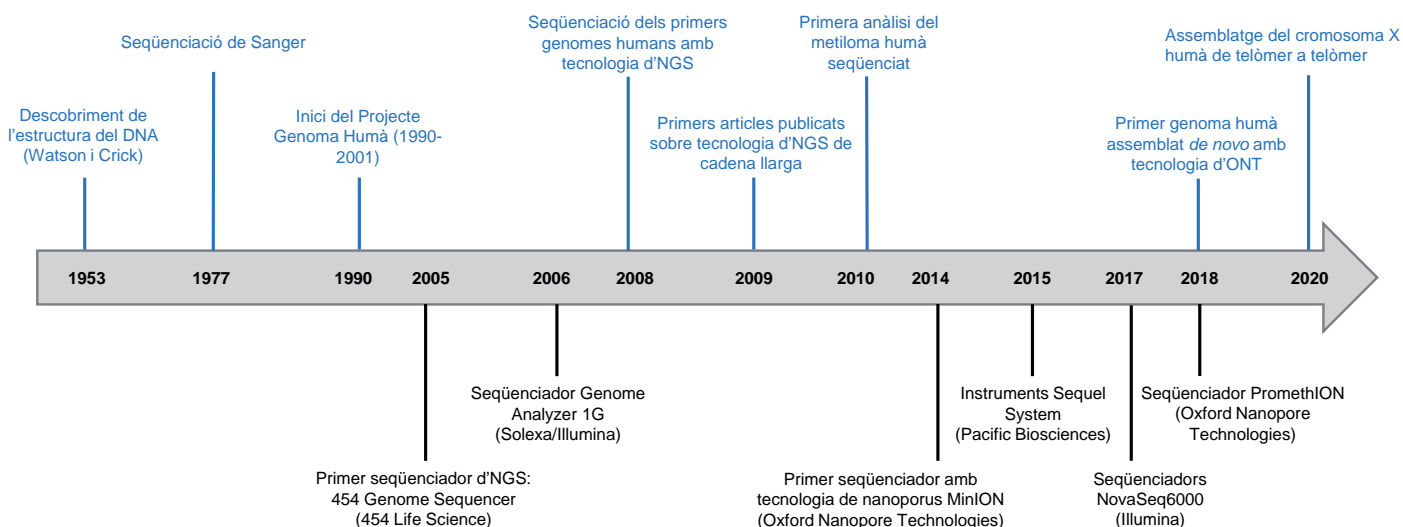 Seqüenciació de Sanger
Seqüenciació dels primers
genomes humans amb
tecnologia d'NGS
Primera anàlisi del
metiloma humà
seqüenciat
Assemblatge del cromosoma X
humà de telòmer a telòmer
Descobriment de
l'estructura del DNA
(Watson i Crick)
Inici del Projecte
Genoma Humà (1990-
2001)
Primers articles publicats
sobre tecnologia d'NGS de
cadena llarga
Primer genoma humà
assemblat de novo amb
tecnologia d'ONT
1953 1977 1990 2005 2006 2008 2009 2010 2014 2015 2017 2018 2020
Seqüenciador Genome
Analyzer 1G
(Solexa/Illumina)
Instruments Sequel
System
(Pacific Biosciences)
Seqüenciador PromethION
(Oxford Nanopore
Technologies)
Primer seqüenciador d'NGS:
454 Genome Sequencer
(454 Life Science)
Primer seqüenciador amb
tecnologia de nanoporus MinION
(Oxford Nanopore Technologies)
Seqüenciadors
NovaSeq6000
(Illumina)